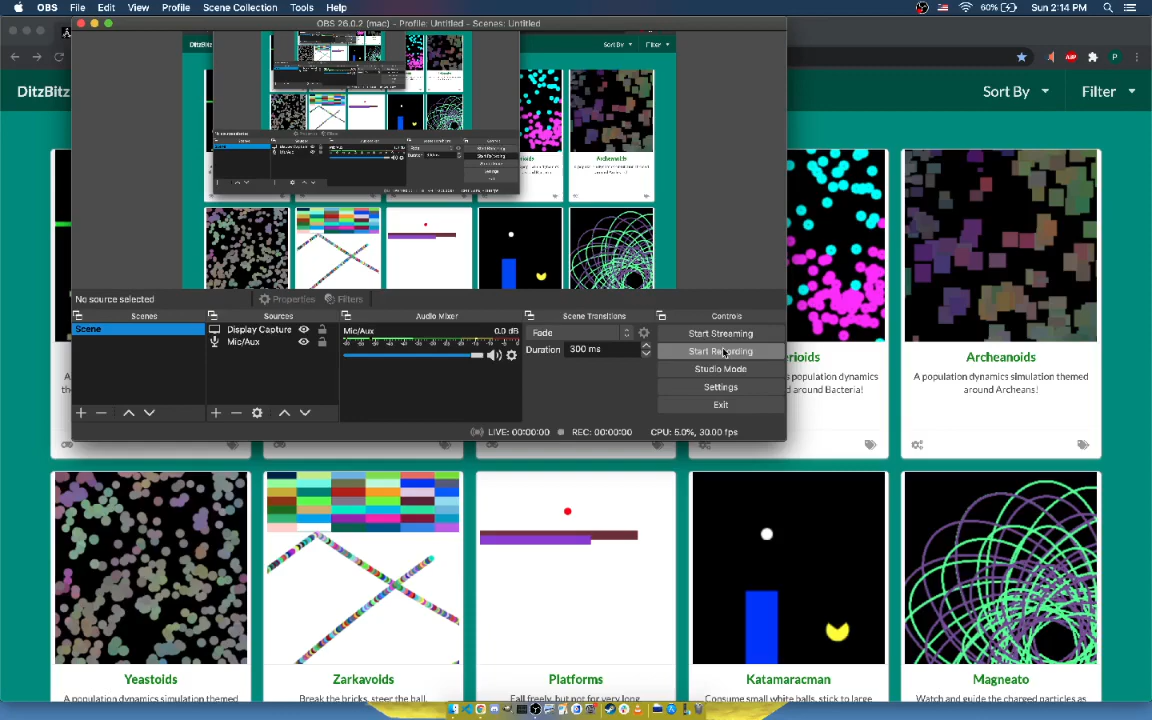 OBS File Edit View Profile Scene Collection Tools Help 60% Sun 2:14 PM
OBS 26.0.2 (mac) - Profile: Untitled - Scenes: Untitled
DitzBitz
Sort By Filter
Sort By Filter
Archeanoids
No source selected Properties Filters
Scenes Sources Audio Mixer Scene Transitions Controls
Scene
Display Capture
Mic/Aux
Mic/Aux 0.0 dB
Fade
Duration 300 ms
Start Streaming
Start Recording
Studio Mode
Settings
Exit
LIVE: 00:00:00 REC: 00:00:00 CPU: 5.0%, 30.00 fps
erioids
s population dynamics
around Bacteria!
Archeanoids
A population dynamics simulation themed
around Archeans!
Yeastoids
A population dynamics simulation themed
Zarkavoids
Break the bricks, steer the ball,
Platforms
Fall freely, but not for very long
Katamaracman
Consume small white balls, stick to large
Magneato
Watch and guide the charged particles as